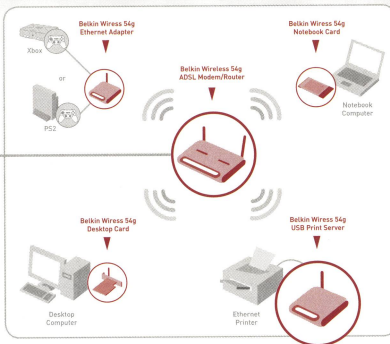 Belkin Wiress 54g
Ethernet Adapter
Xbox
or
PS2
Belkin Wireless 54g
ADSL Modem/Router
Belkin Wiress 54g
Notebook Card
Notebook
Computer
Belkin Wiress 54g
Desktop Card
Desktop
Computer
Belkin Wiress 54g
USB Print Server
Ethernet
Printer